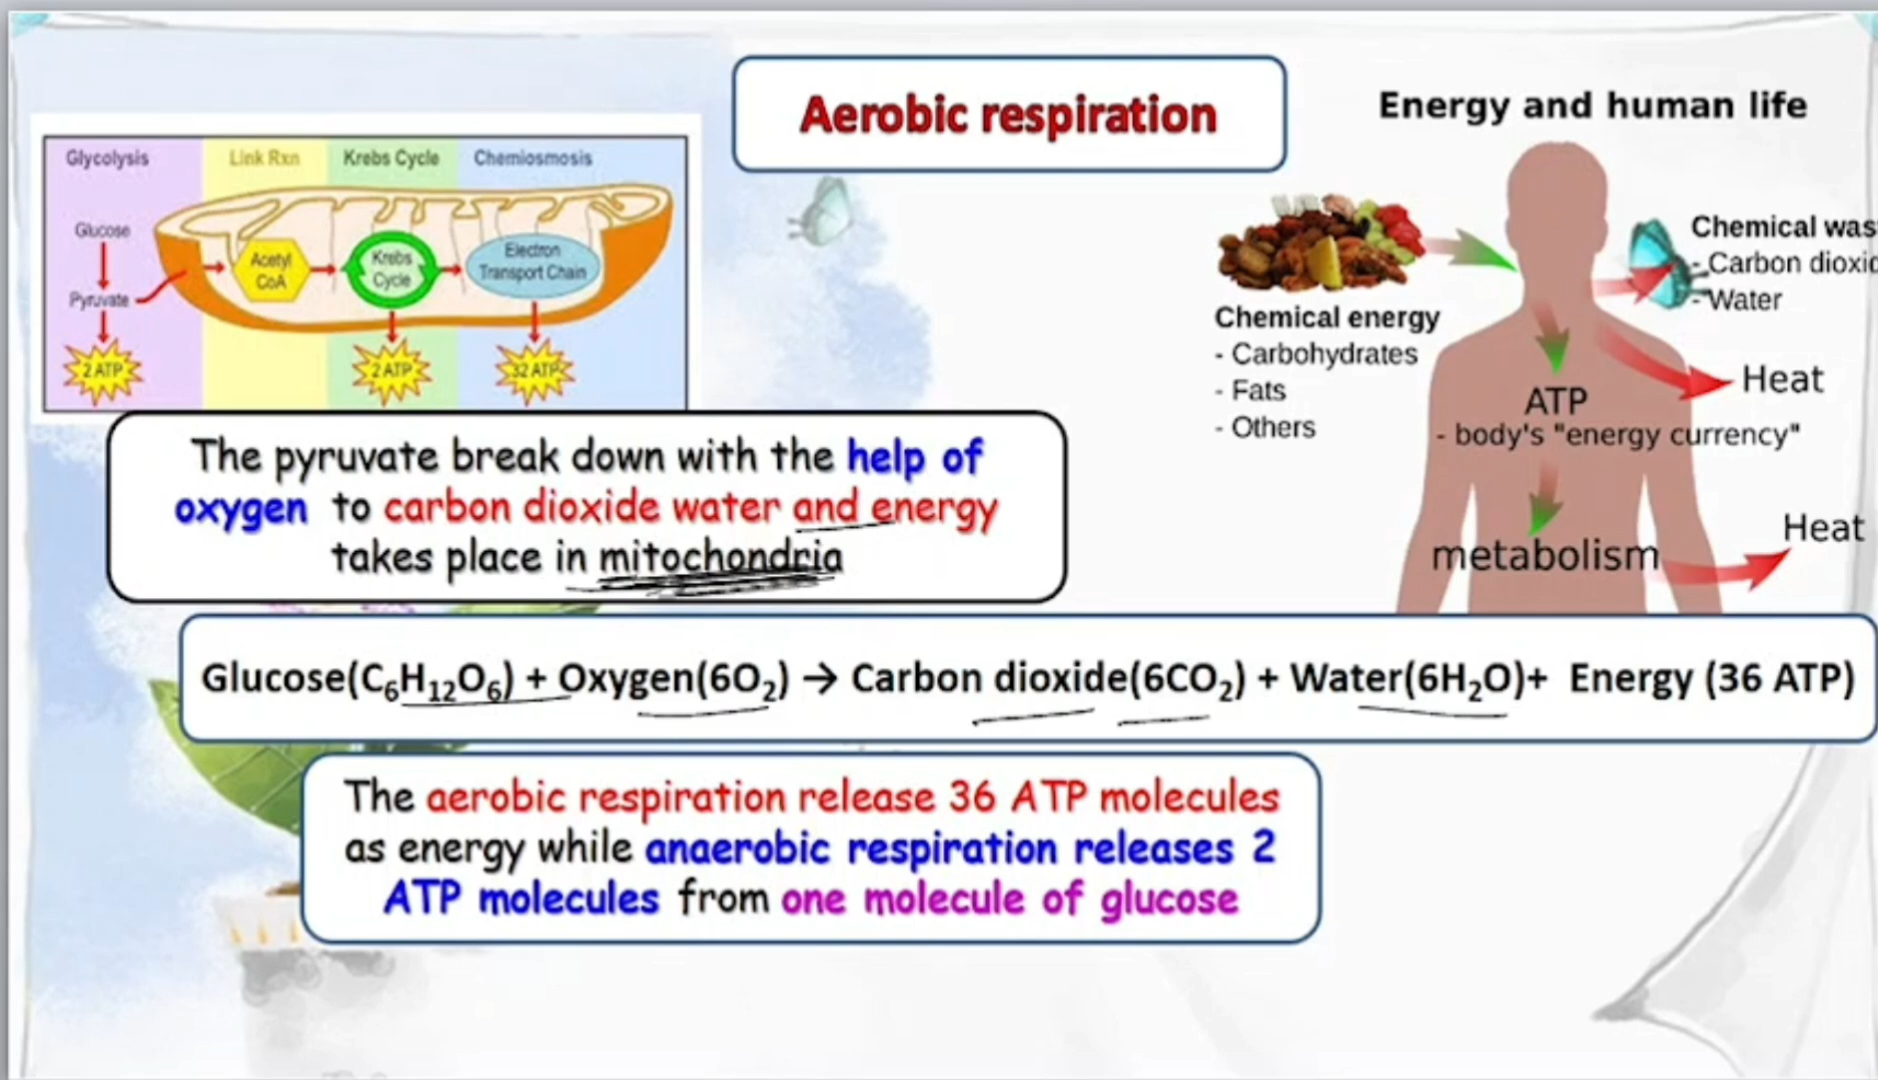 Aerobic respiration
Glycolysis
Link Rxn
Krebs Cycle
Chemiosmosis
Glucose
Pyruvate
2 ATP
Acetyl
CoA
Krebs
Cycle
2 ATP
Electron
Transport Chain
32 ATP
Energy and human life
Chemical energy
- Carbohydrates
- Fats
- Others
Chemical was
- Carbon dioxid
- Water
Heat
ATP
- body's "energy currency"
metabolism
Heat
The pyruvate break down with the help of
oxygen to carbon dioxide water and energy
takes place in mitochondria
Glucose(C₆H₁₂O₆) + Oxygen(6O₂) → Carbon dioxide(6CO₂) + Water(6H₂O)+ Energy (36 ATP)
The aerobic respiration release 36 ATP molecules
as energy while anaerobic respiration releases 2
ATP molecules from one molecule of glucose